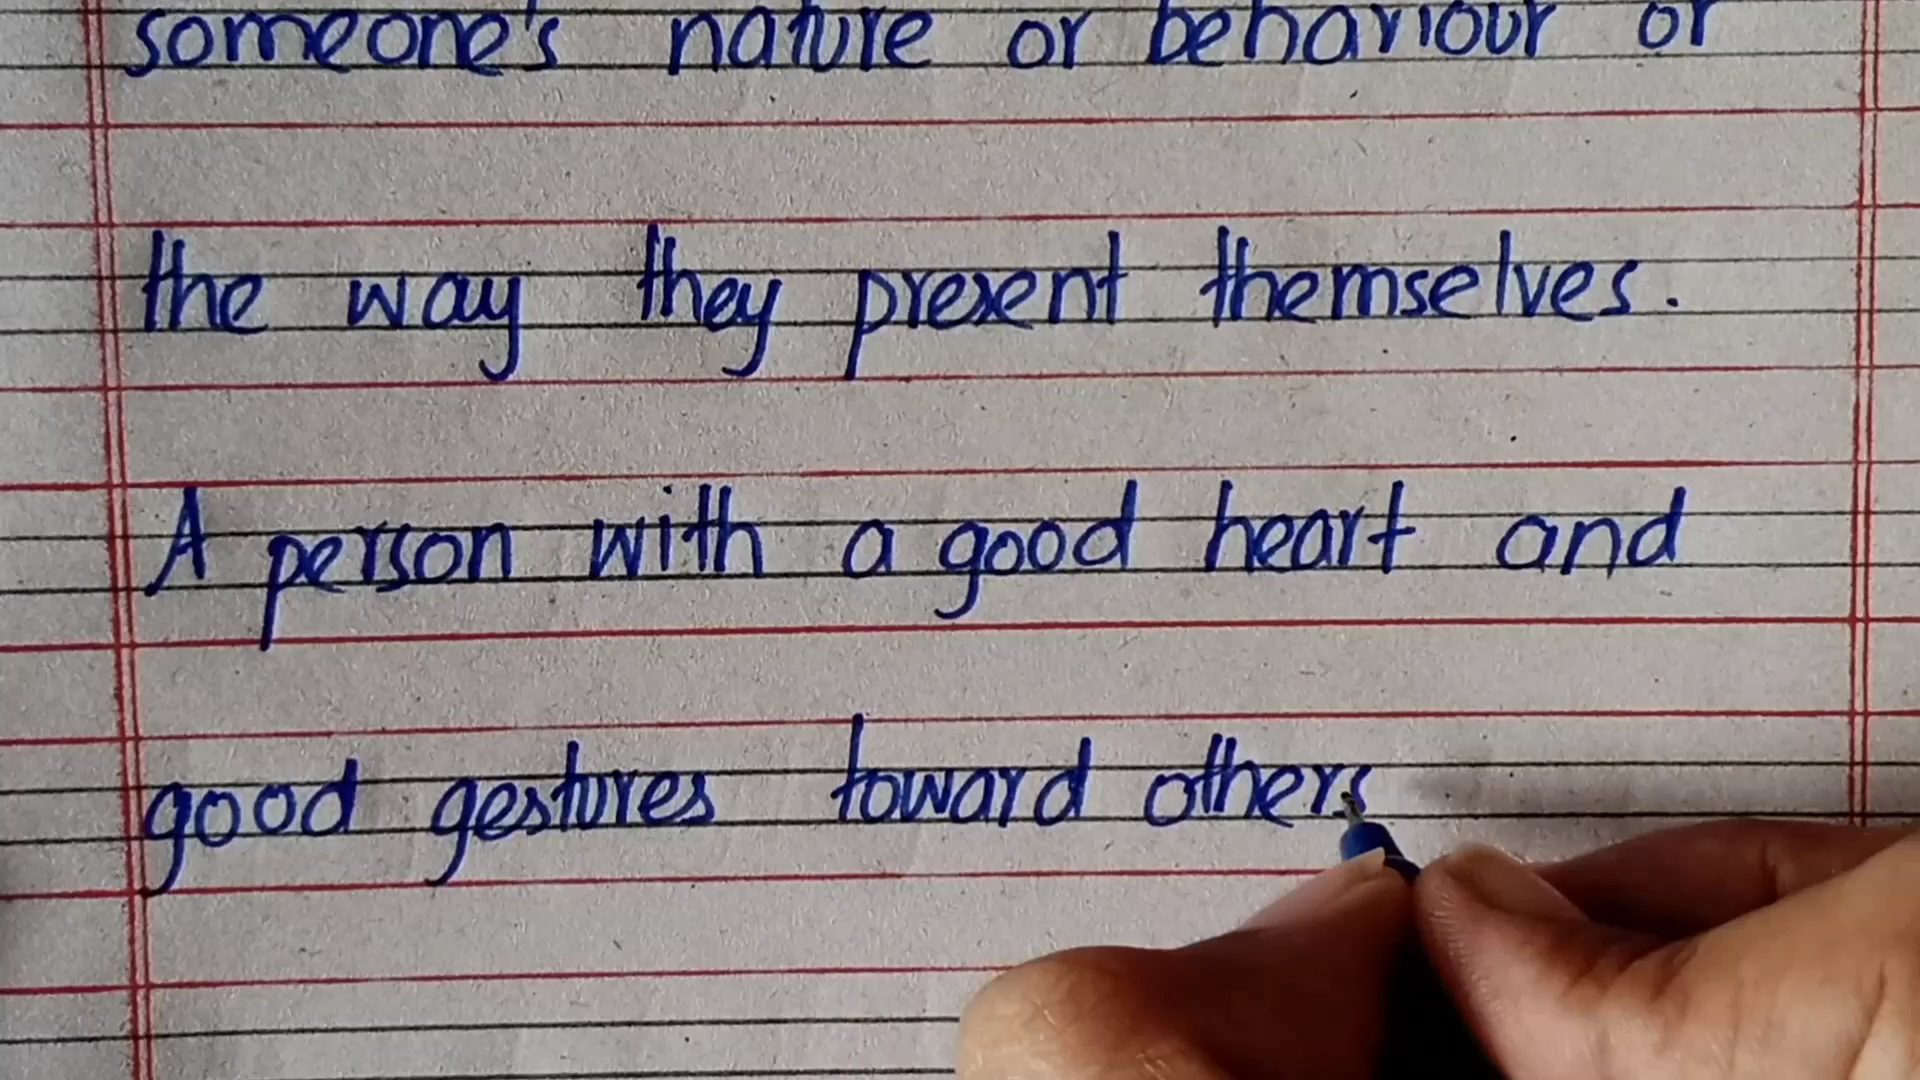 someone's nature or behaviour or
the way they present themselves.
A person with a good heart and
good gestures toward others